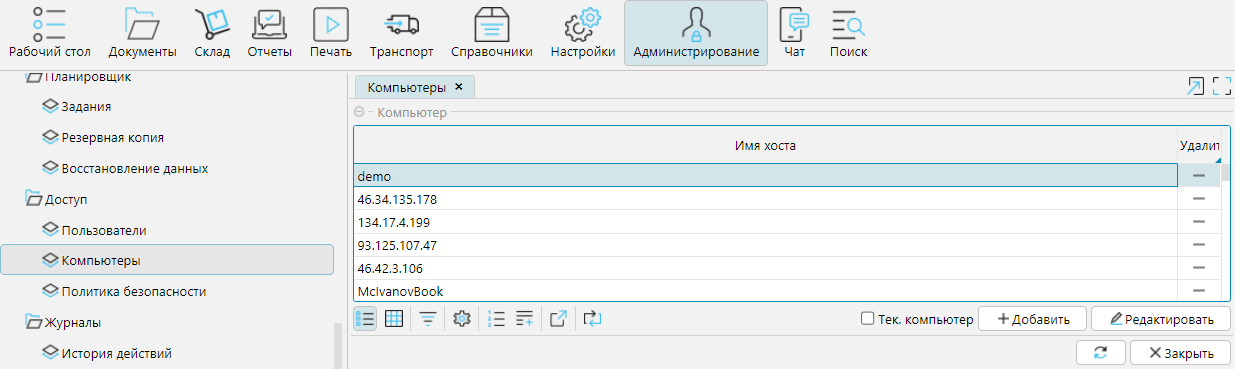 Рабочий стол Документы Склад Отчеты Печать Транспорт Справочники Настройки Администрирование Чат Поиск
Планировщик
Задания
Резервная копия
Восстановление данных
Доступ
Пользователи
Компьютеры
Политика безопасности
Журналы
История действий
Компьютеры
Компьютер
Имя хоста Удалит
demo
46.34.135.178
134.17.4.199
93.125.107.47
46.42.3.106
McIvanovBook
Тек. компьютер Добавить Редактировать
Закрыть